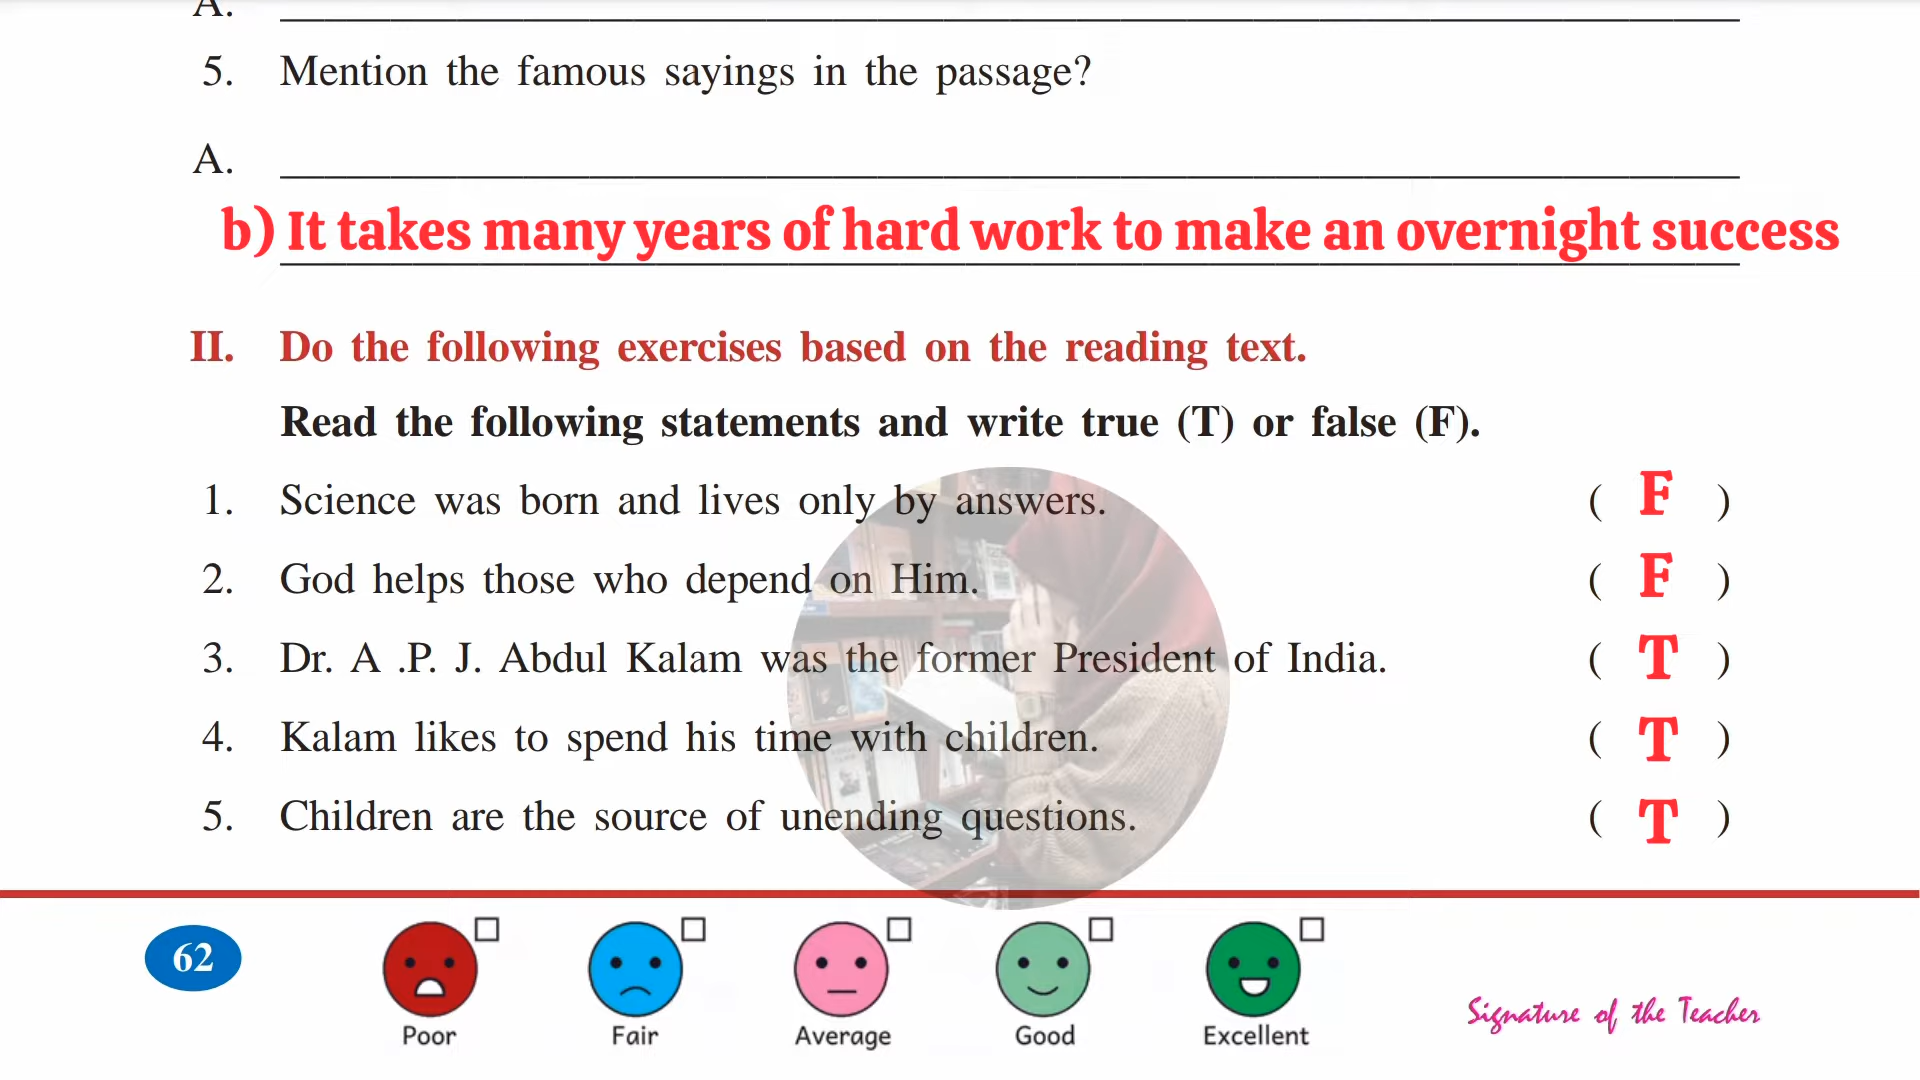 A.
5. Mention the famous sayings in the passage?
A.
b) It takes many years of hard work to make an overnight success
II. Do the following exercises based on the reading text.
Read the following statements and write true (T) or false (F).
1. Science was born and lives only by answers. ( F )
2. God helps those who depend on Him. ( F )
3. Dr. A .P. J. Abdul Kalam was the former President of India. ( T )
4. Kalam likes to spend his time with children. ( T )
5. Children are the source of unending questions. ( T )
62
Poor Fair Average Good Excellent
Signature of the Teacher